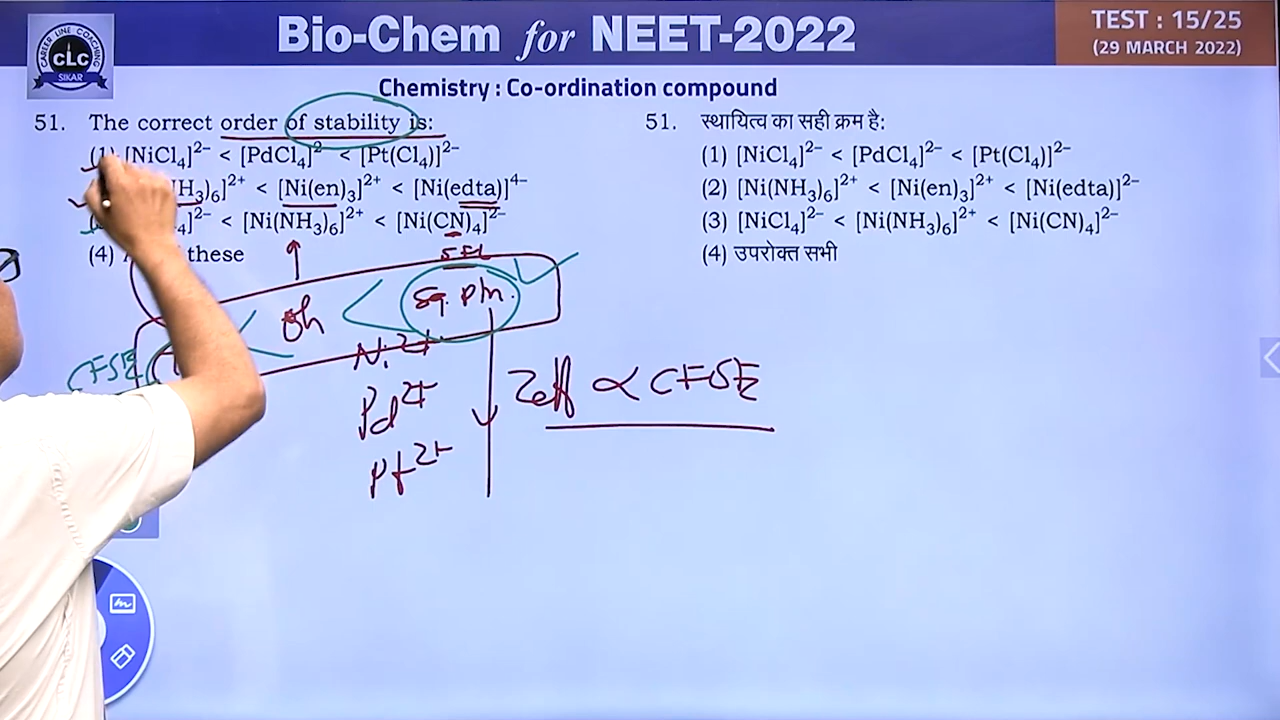 CAREER LINE COACHING
CLC
SIKAR
Bio-Chem for NEET-2022
TEST : 15/25
(29 MARCH 2022)
Chemistry : Co-ordination compound
51. The correct order of stability is:
(1) [NiCl₄]²⁻ < [PdCl₄]²⁻ < [Pt(Cl₄)]²⁻
H₃)₆]²⁺ < [Ni(en)₃]²⁺ < [Ni(edta)]⁴⁻
₄]²⁻ < [Ni(NH₃)₆]²⁺ < [Ni(CN)₄]²⁻
(4) these
51. स्थायित्व का सही क्रम है:
(1) [NiCl₄]²⁻ < [PdCl₄]²⁻ < [Pt(Cl₄)]²⁻
(2) [Ni(NH₃)₆]²⁺ < [Ni(en)₃]²⁺ < [Ni(edta)]²⁻
(3) [NiCl₄]²⁻ < [Ni(NH₃)₆]²⁺ < [Ni(CN)₄]²⁻
(4) उपरोक्त सभी
SFL
Oh < Sq. pln.
CFSE
Ni²⁺
Pd²⁺
Pt²⁺
Zeff ∝ CFSE